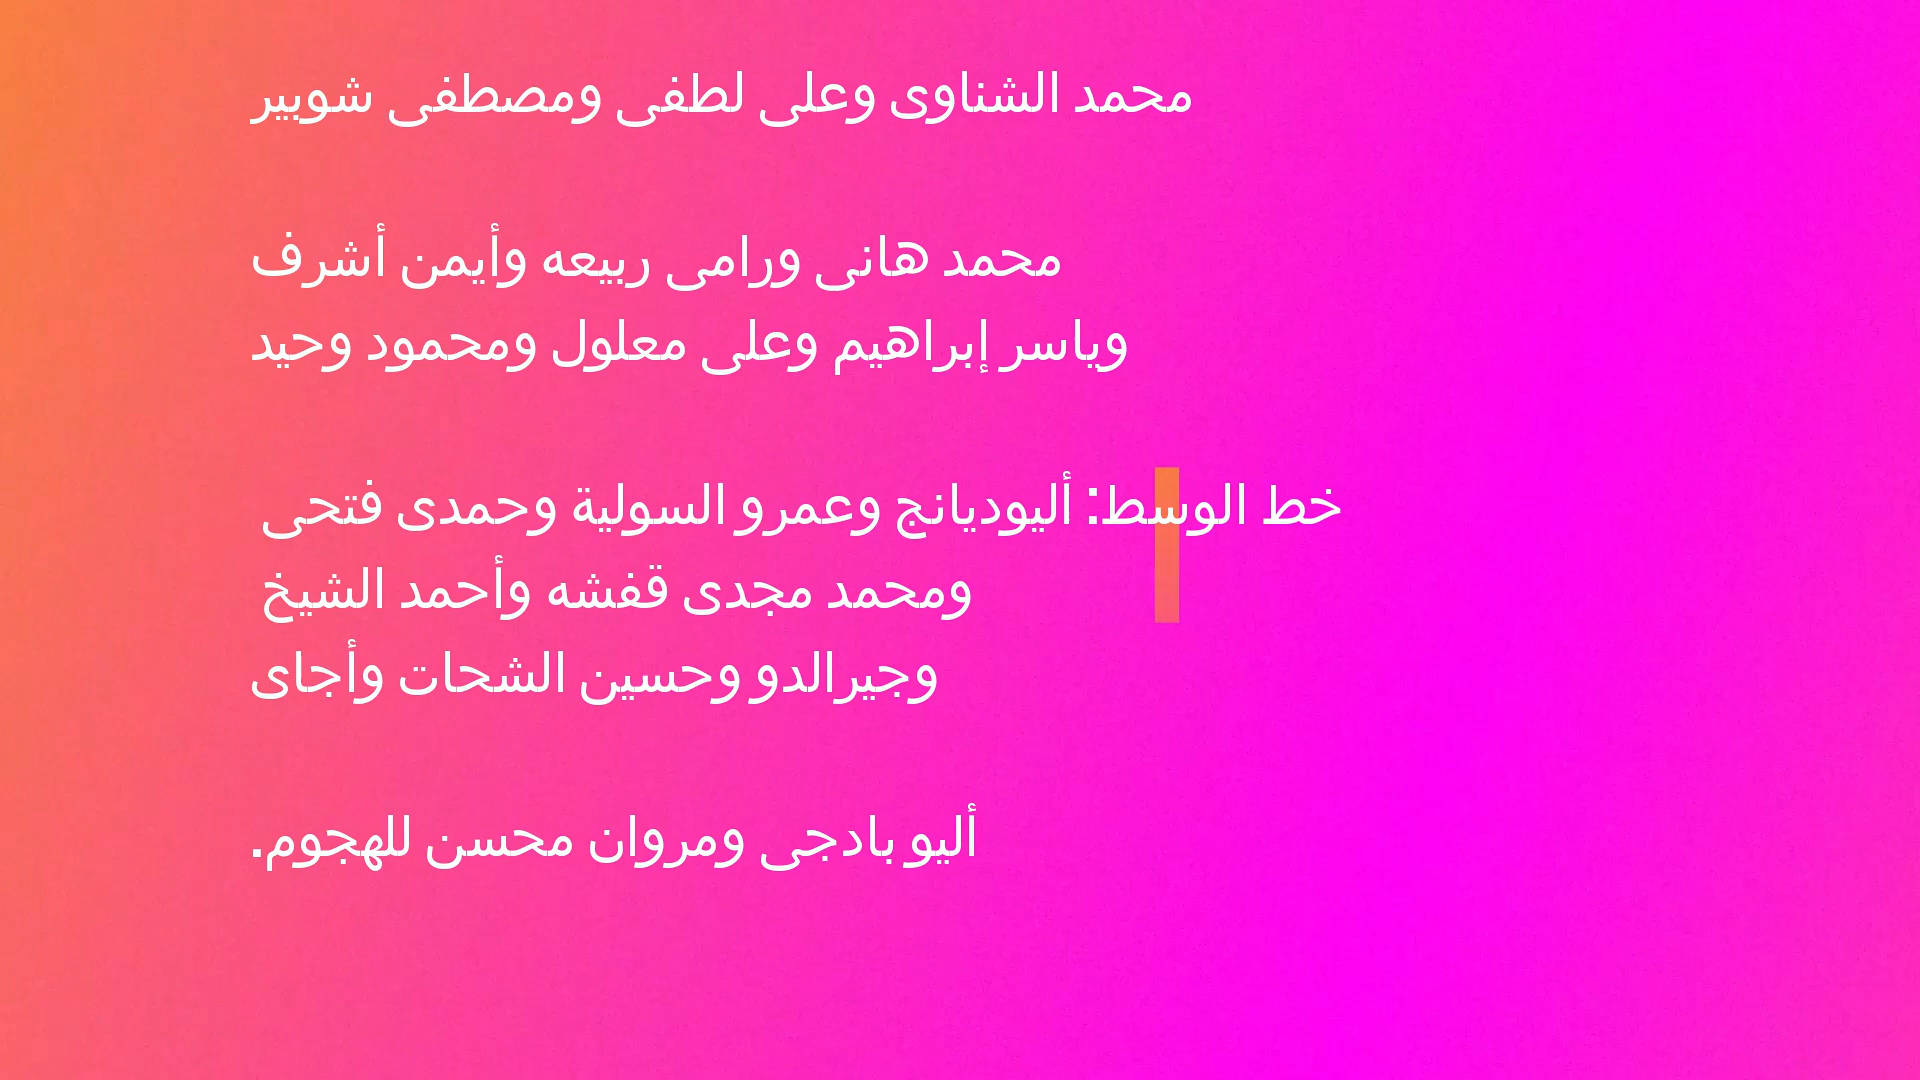 محمد الشناوى وعلى لطفى ومصطفى شوبير
محمد هانى ورامى ربيعه وأيمن أشرف
وياسر إبراهيم وعلى معلول ومحمود وحيد
خط الوسط: أليوديانج وعمرو السولية وحمدى فتحى
ومحمد مجدى قفشه وأحمد الشيخ
وجيرالدو وحسين الشحات وأجاى
أليو بادجى ومروان محسن للهجوم.